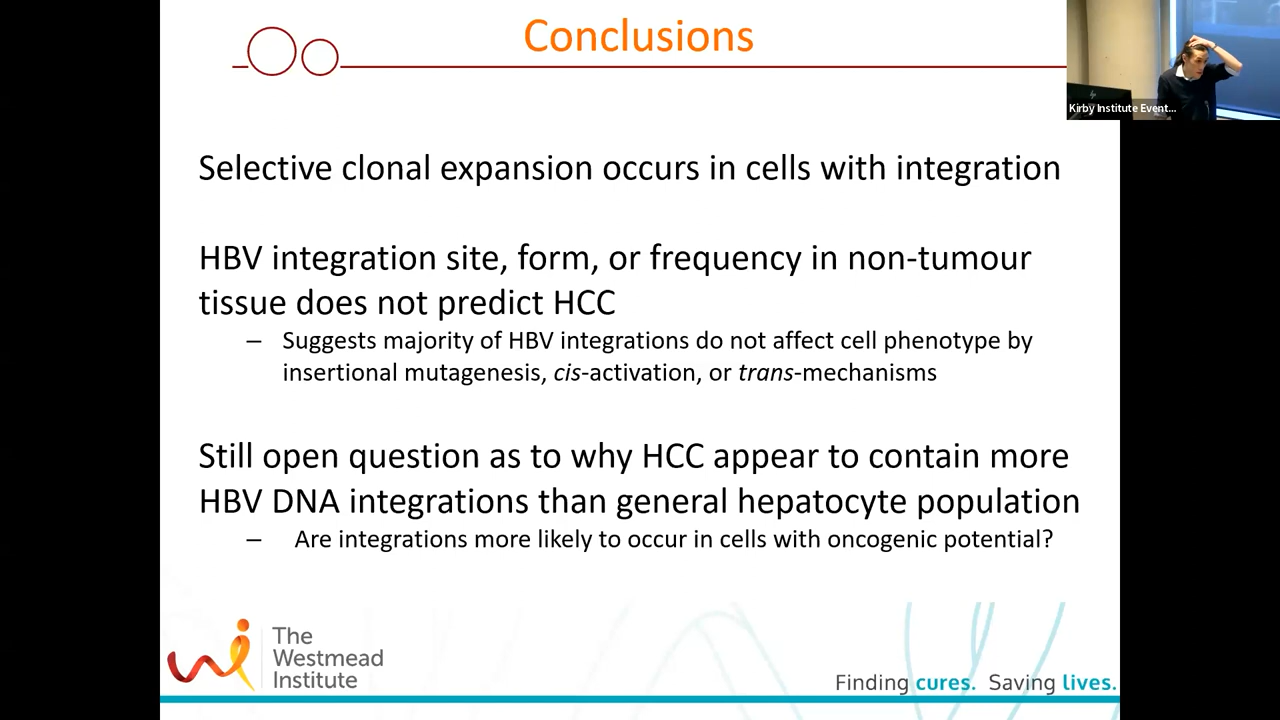 Conclusions
Kirby Institute Event...
Selective clonal expansion occurs in cells with integration
HBV integration site, form, or frequency in non-tumour
tissue does not predict HCC
– Suggests majority of HBV integrations do not affect cell phenotype by
insertional mutagenesis, cis-activation, or trans-mechanisms
Still open question as to why HCC appear to contain more
HBV DNA integrations than general hepatocyte population
– Are integrations more likely to occur in cells with oncogenic potential?
The
Westmead
Institute
Finding cures. Saving lives.